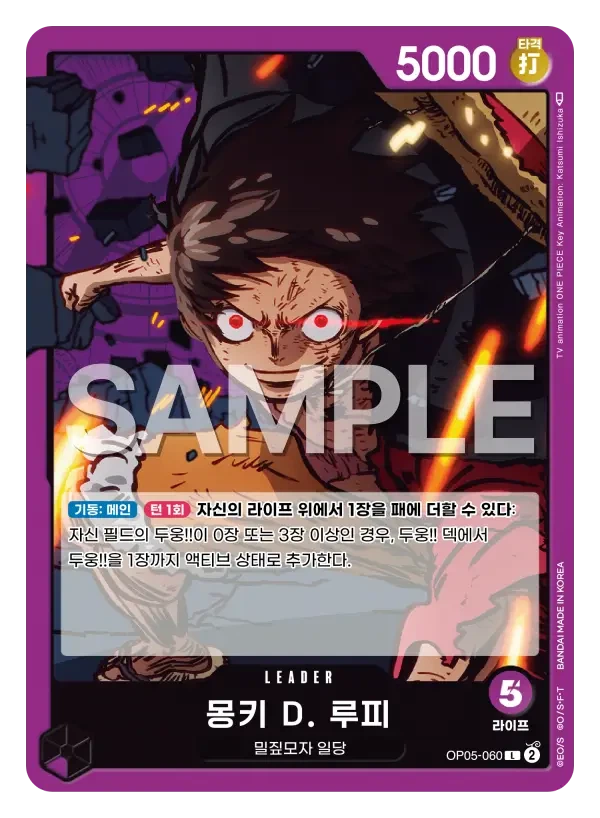 5000
타격
打
TV animation ONE PIECE Key Animation: Katsumi Ishizuka
SAMPLE
기동: 메인 턴 1회 자신의 라이프 위에서 1장을 패에 더할 수 있다:
자신 필드의 두웅!!이 0장 또는 3장 이상인 경우, 두웅!! 덱에서
두웅!!을 1장까지 액티브 상태로 추가한다.
LEADER
5
라이프
몽키 D. 루피
밀짚모자 일당
OP05-060 L 2
©EO/S ©O/S·F·T BANDAI MADE IN KOREA